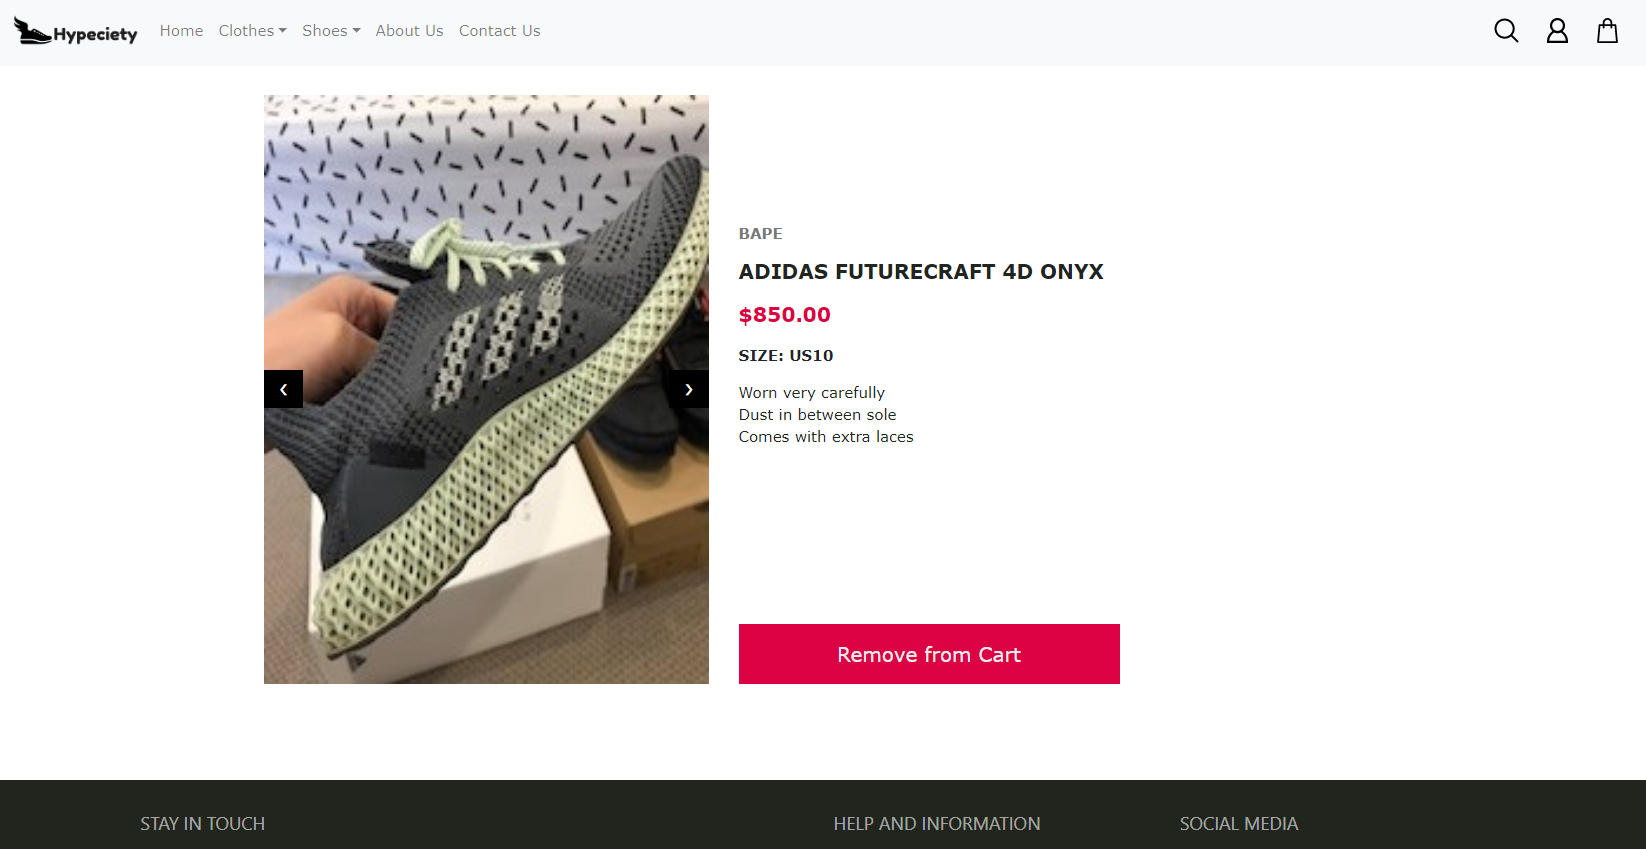 Hypeciety
Home Clothes Shoes About Us Contact Us
BAPE
ADIDAS FUTURECRAFT 4D ONYX
$850.00
SIZE: US10
Worn very carefully
Dust in between sole
Comes with extra laces
Remove from Cart
STAY IN TOUCH HELP AND INFORMATION SOCIAL MEDIA